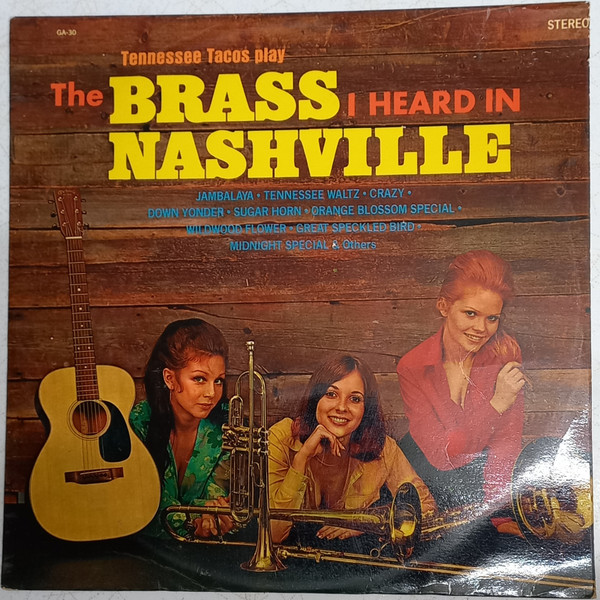 GA-30
STEREO
Tennessee Tacos play
The BRASS I HEARD IN
NASHVILLE
JAMBALAYA • TENNESSEE WALTZ • CRAZY •
DOWN YONDER • SUGAR HORN • ORANGE BLOSSOM SPECIAL •
WILDWOOD FLOWER • GREAT SPECKLED BIRD •
MIDNIGHT SPECIAL & Others